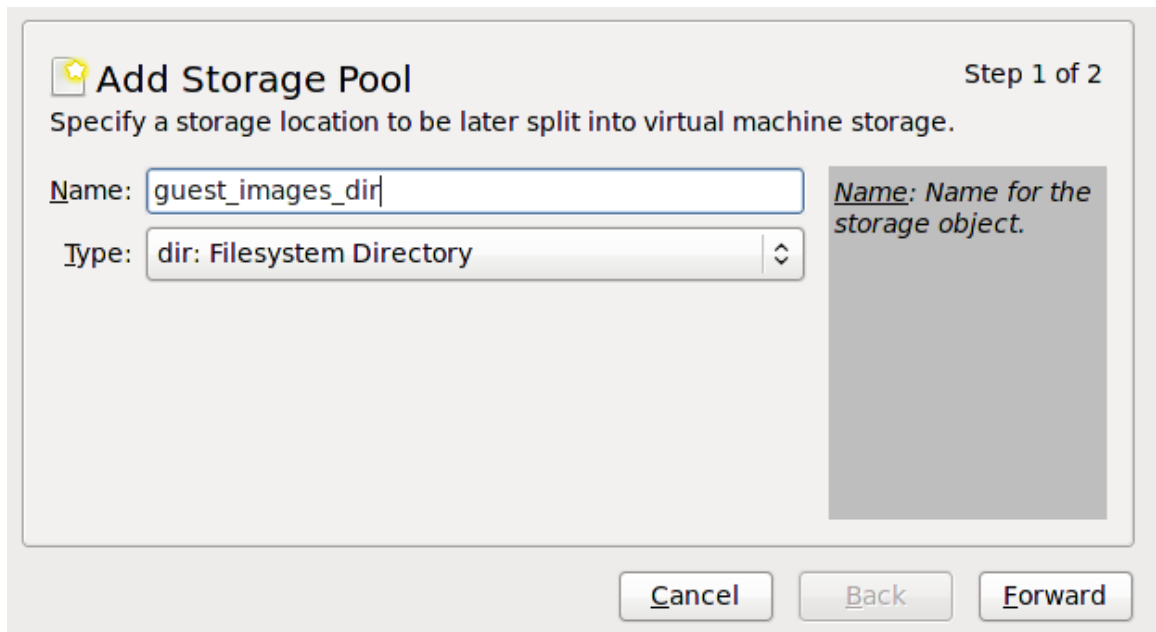 Add Storage Pool
Step 1 of 2
Specify a storage location to be later split into virtual machine storage.
Name: guest_images_dir
Type: dir: Filesystem Directory
Name: Name for the
storage object.
Cancel
Back
Forward